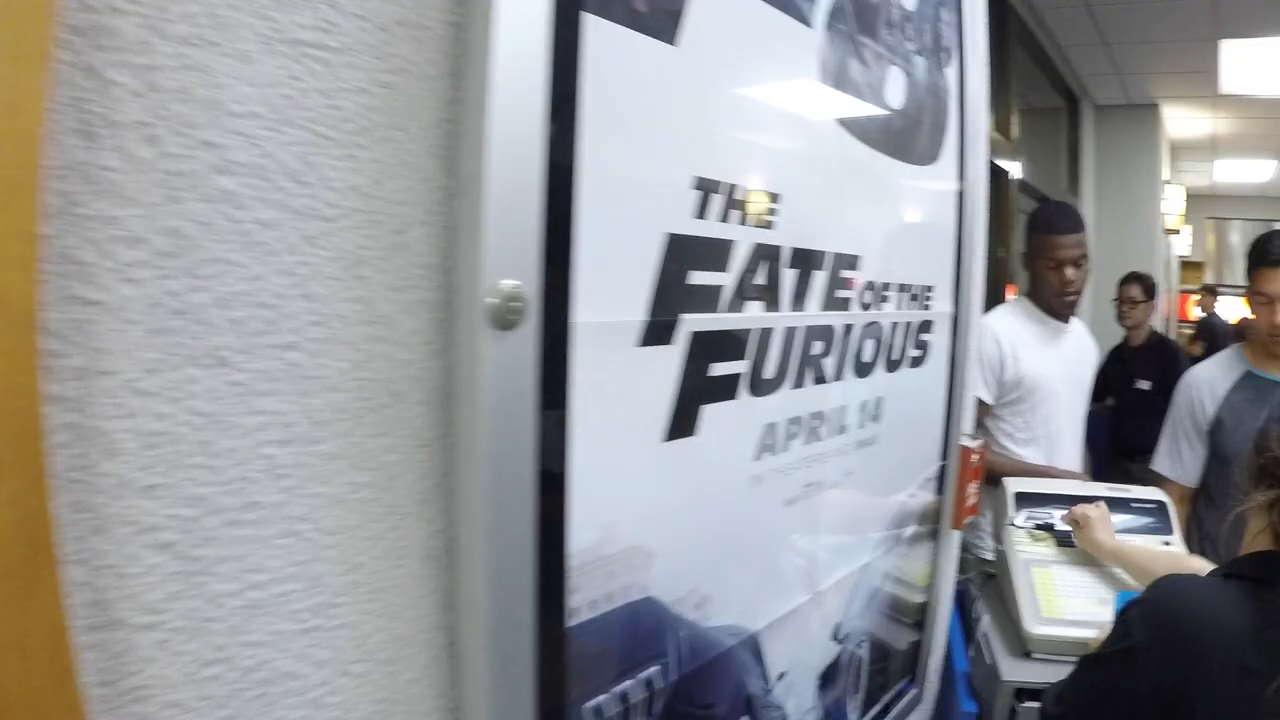 THE
FATE OF THE
FURIOUS
APRIL 14